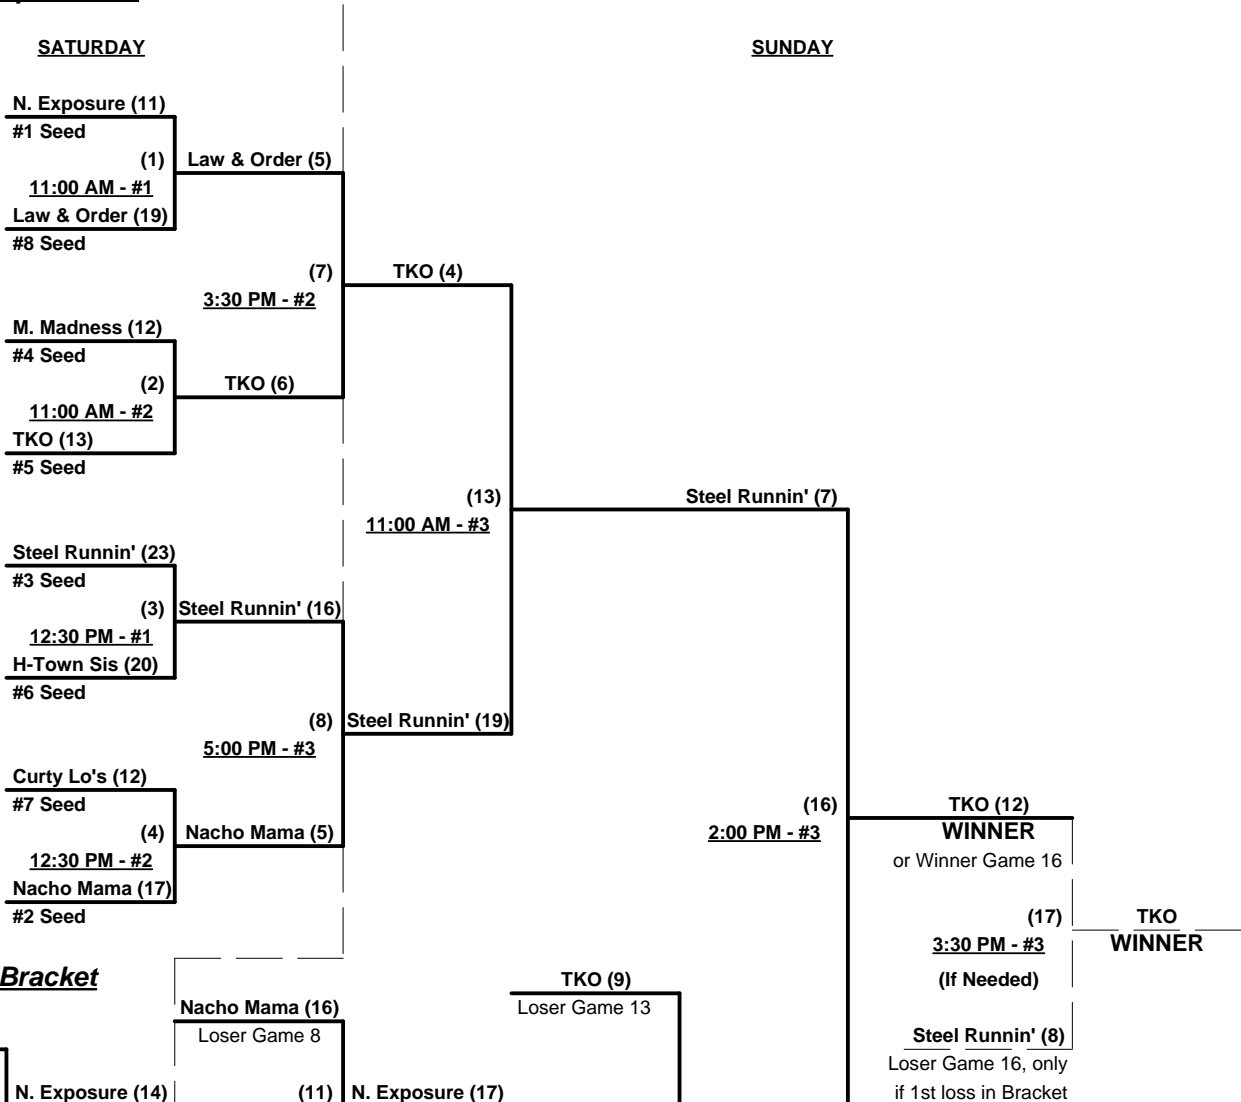 SATURDAY
SUNDAY
N. Exposure (11)
#1 Seed
(1)
Law & Order (5)
11:00 AM - #1
Law & Order (19)
#8 Seed
(7)
TKO (4)
3:30 PM - #2
M. Madness (12)
#4 Seed
(2)
TKO (6)
11:00 AM - #2
TKO (13)
#5 Seed
(13)
Steel Runnin' (7)
11:00 AM - #3
Steel Runnin' (23)
#3 Seed
(3)
Steel Runnin' (16)
12:30 PM - #1
H-Town Sis (20)
#6 Seed
(8)
Steel Runnin' (19)
5:00 PM - #3
Curty Lo's (12)
#7 Seed
(4)
Nacho Mama (5)
12:30 PM - #2
Nacho Mama (17)
#2 Seed
(16)
TKO (12)
2:00 PM - #3
WINNER
or Winner Game 16
(17)
TKO
3:30 PM - #3
WINNER
(If Needed)
Bracket
TKO (9)
Loser Game 13
Nacho Mama (16)
Loser Game 8
Steel Runnin' (8)
Loser Game 16, only
if 1st loss in Bracket
N. Exposure (14)
(11)
N. Exposure (17)